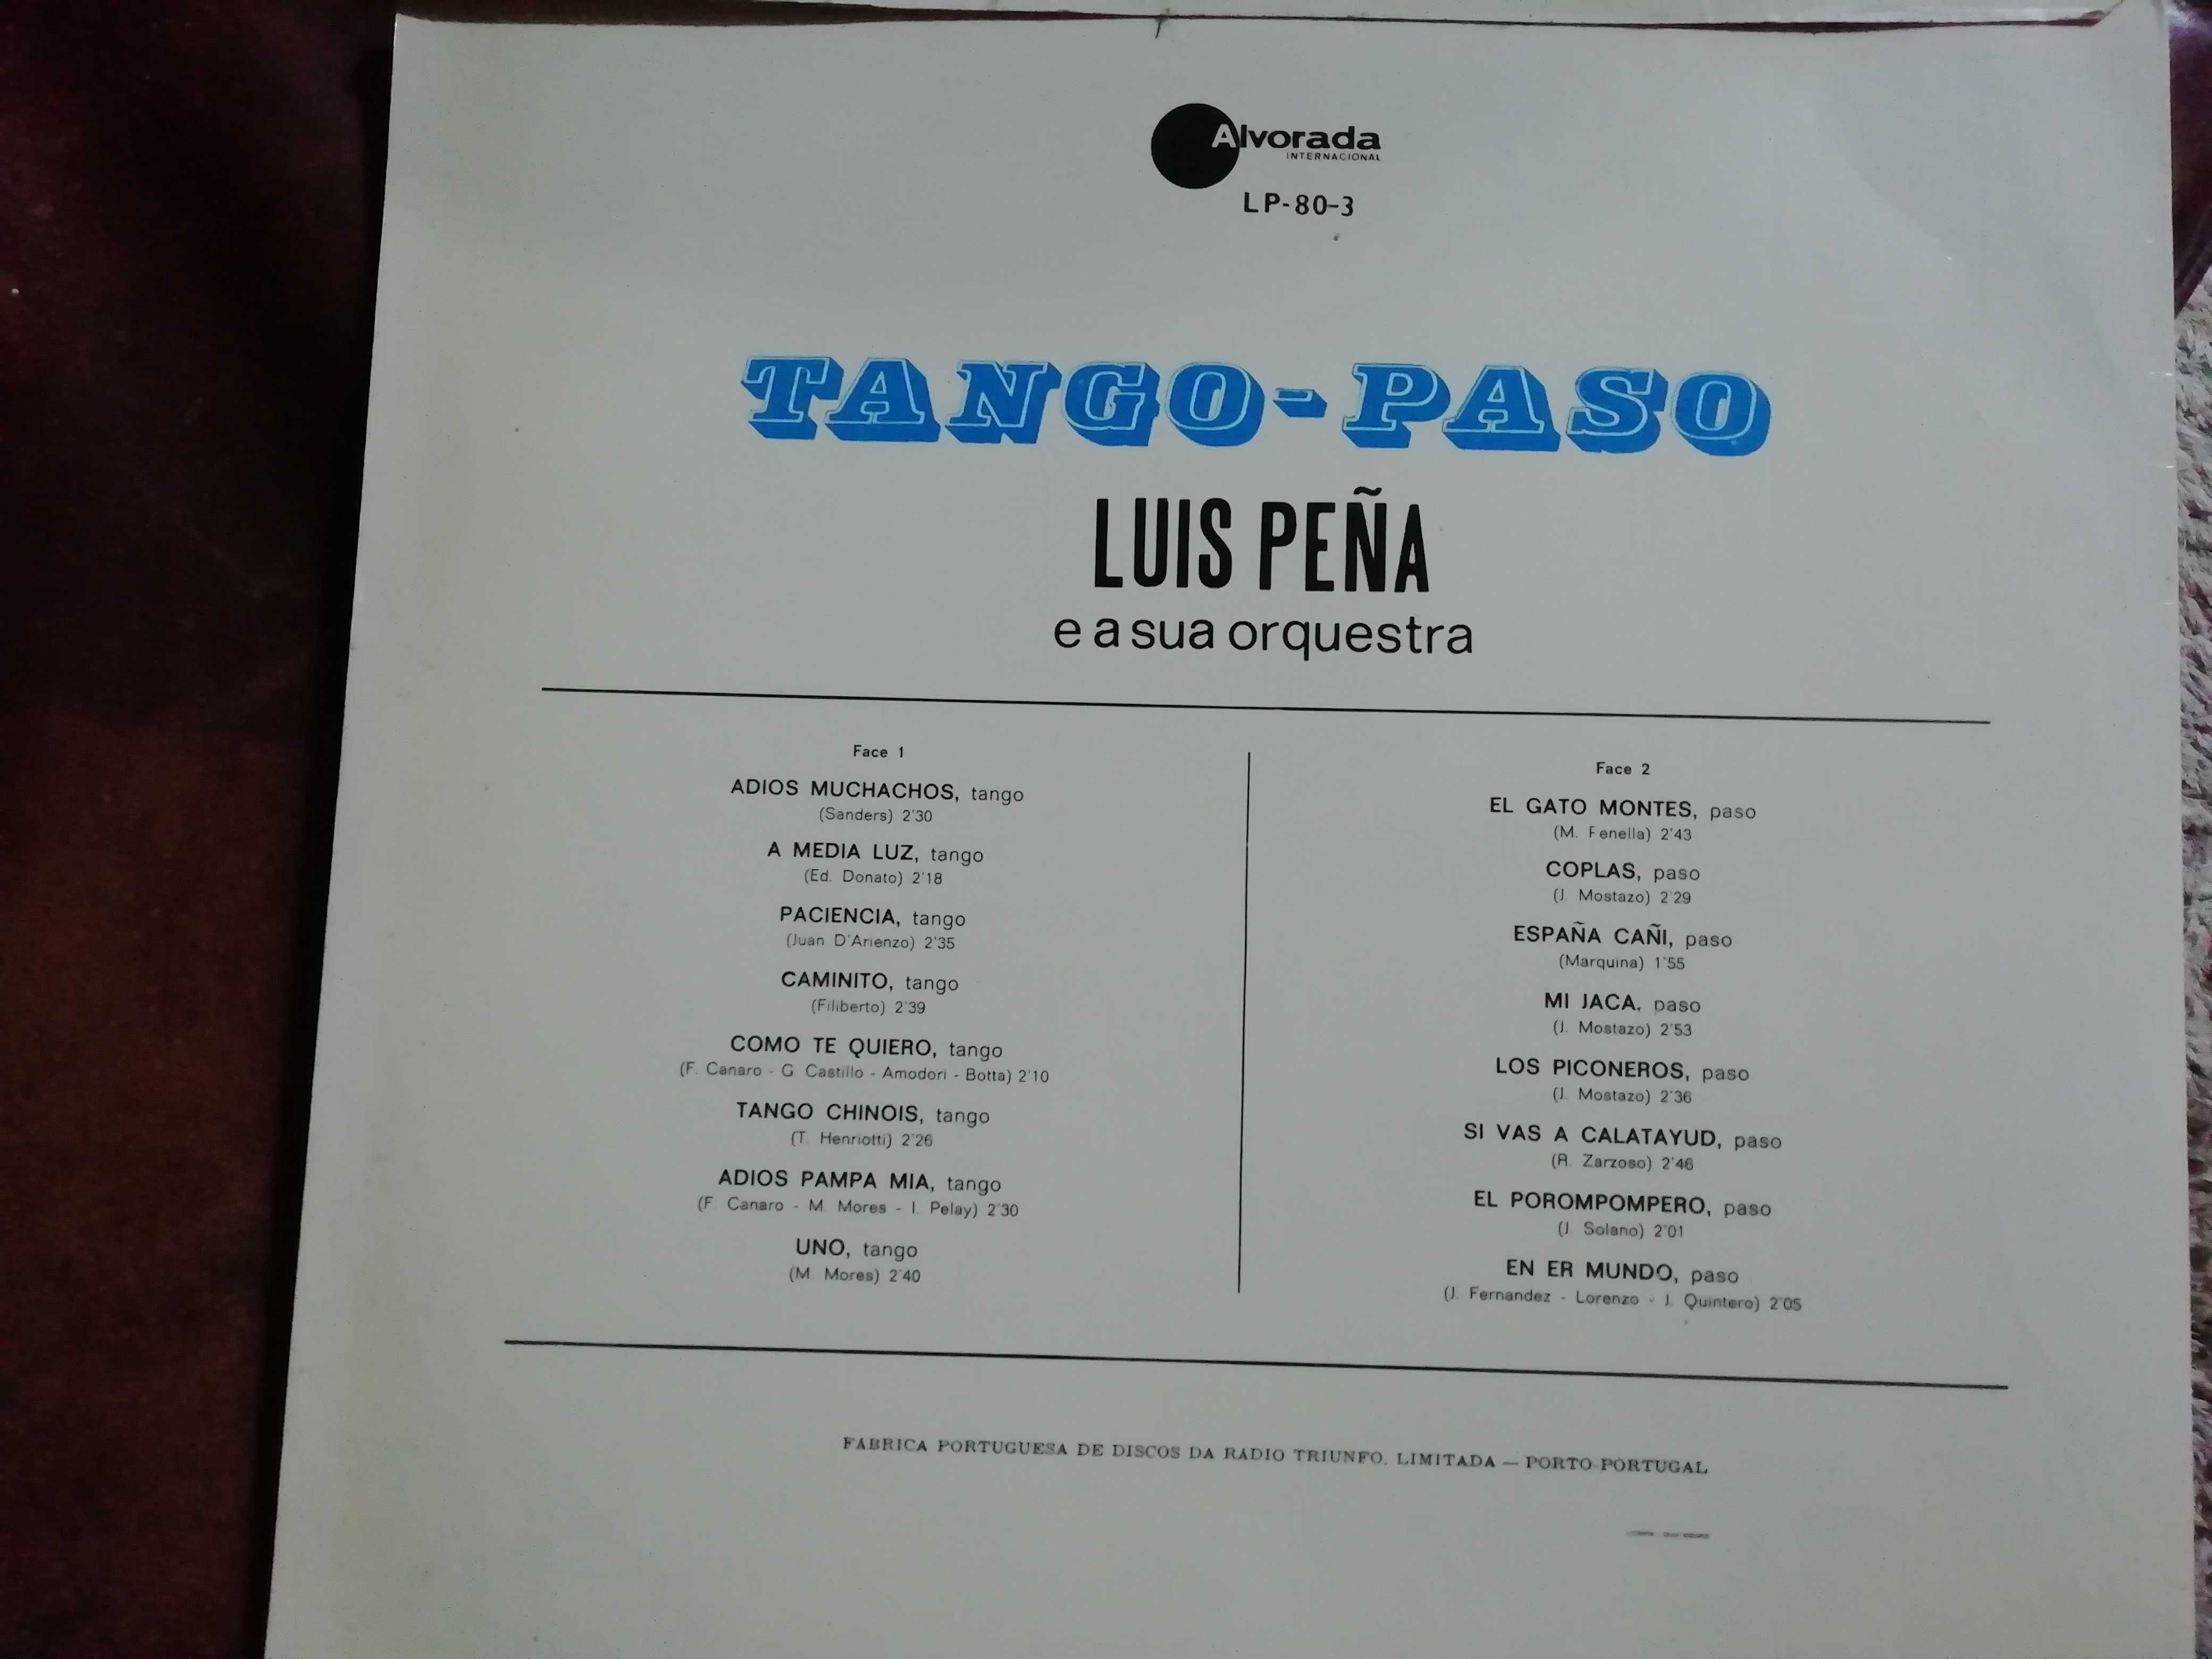 Alvorada
INTERNACIONAL
LP-80-3
TANGO-PASO
LUIS PEÑA
e a sua orquestra
Face 1
ADIOS MUCHACHOS, tango
(Sanders) 2'30
A MEDIA LUZ, tango
(Ed. Donato) 2'18
PACIENCIA, tango
(Juan D'Arienzo) 2'35
CAMINITO, tango
(Filiberto) 2'39
COMO TE QUIERO, tango
(F. Canaro - G. Castillo - Amodori - Botta) 2'10
TANGO CHINOIS, tango
(T. Henriotti) 2'26
ADIOS PAMPA MIA, tango
(F. Canaro - M. Mores - I. Pelay) 2'30
UNO, tango
(M. Mores) 2'40
Face 2
EL GATO MONTES, paso
(M. Fenella) 2'43
COPLAS, paso
(J. Mostazo) 2'29
ESPAÑA CAÑI, paso
(Marquina) 1'55
MI JACA, paso
(J. Mostazo) 2'53
LOS PICONEROS, paso
(J. Mostazo) 2'36
SI VAS A CALATAYUD, paso
(R. Zarzoso) 2'46
EL POROMPOMPERO, paso
(J. Solano) 2'01
EN ER MUNDO, paso
(J. Fernandez - Lorenzo - J. Quintero) 2'05
FABRICA PORTUGUESA DE DISCOS DA RADIO TRIUNFO, LIMITADA — PORTO-PORTUGAL